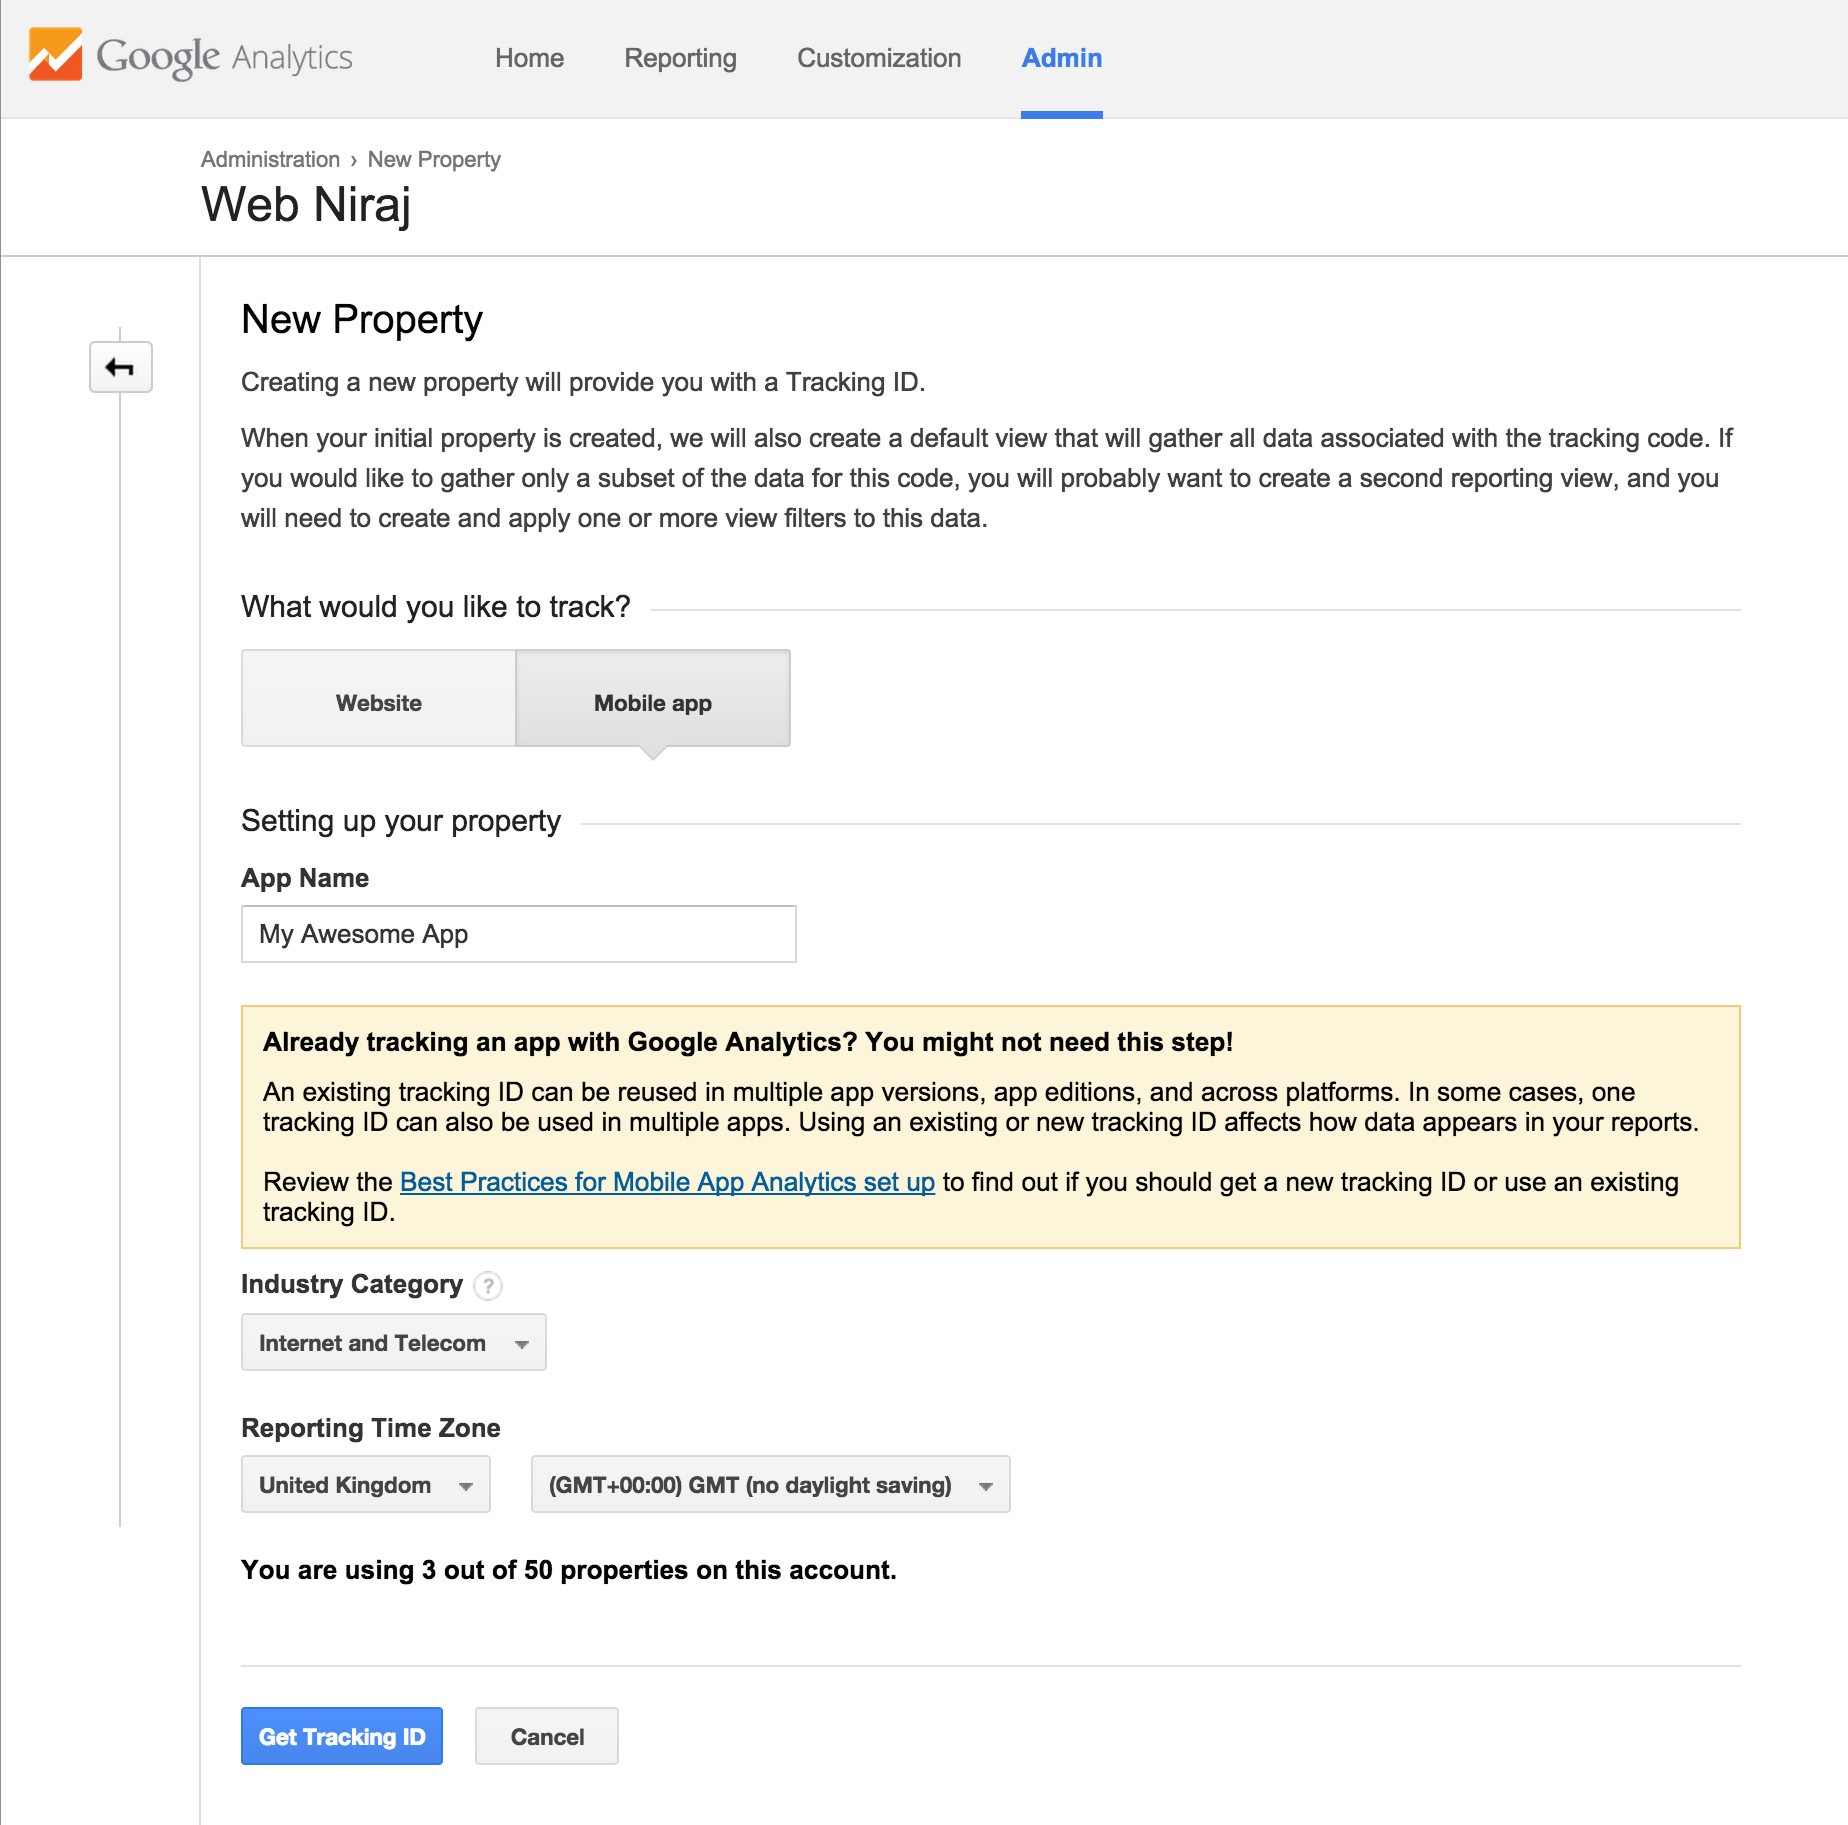 Google Analytics
Home Reporting Customization Admin
Administration › New Property
Web Niraj
New Property
Creating a new property will provide you with a Tracking ID.
When your initial property is created, we will also create a default view that will gather all data associated with the tracking code. If
you would like to gather only a subset of the data for this code, you will probably want to create a second reporting view, and you
will need to create and apply one or more view filters to this data.
What would you like to track?
Website Mobile app
Setting up your property
App Name
My Awesome App
Already tracking an app with Google Analytics? You might not need this step!
An existing tracking ID can be reused in multiple app versions, app editions, and across platforms. In some cases, one
tracking ID can also be used in multiple apps. Using an existing or new tracking ID affects how data appears in your reports.
Review the Best Practices for Mobile App Analytics set up to find out if you should get a new tracking ID or use an existing
tracking ID.
Industry Category ?
Internet and Telecom
Reporting Time Zone
United Kingdom (GMT+00:00) GMT (no daylight saving)
You are using 3 out of 50 properties on this account.
Get Tracking ID Cancel